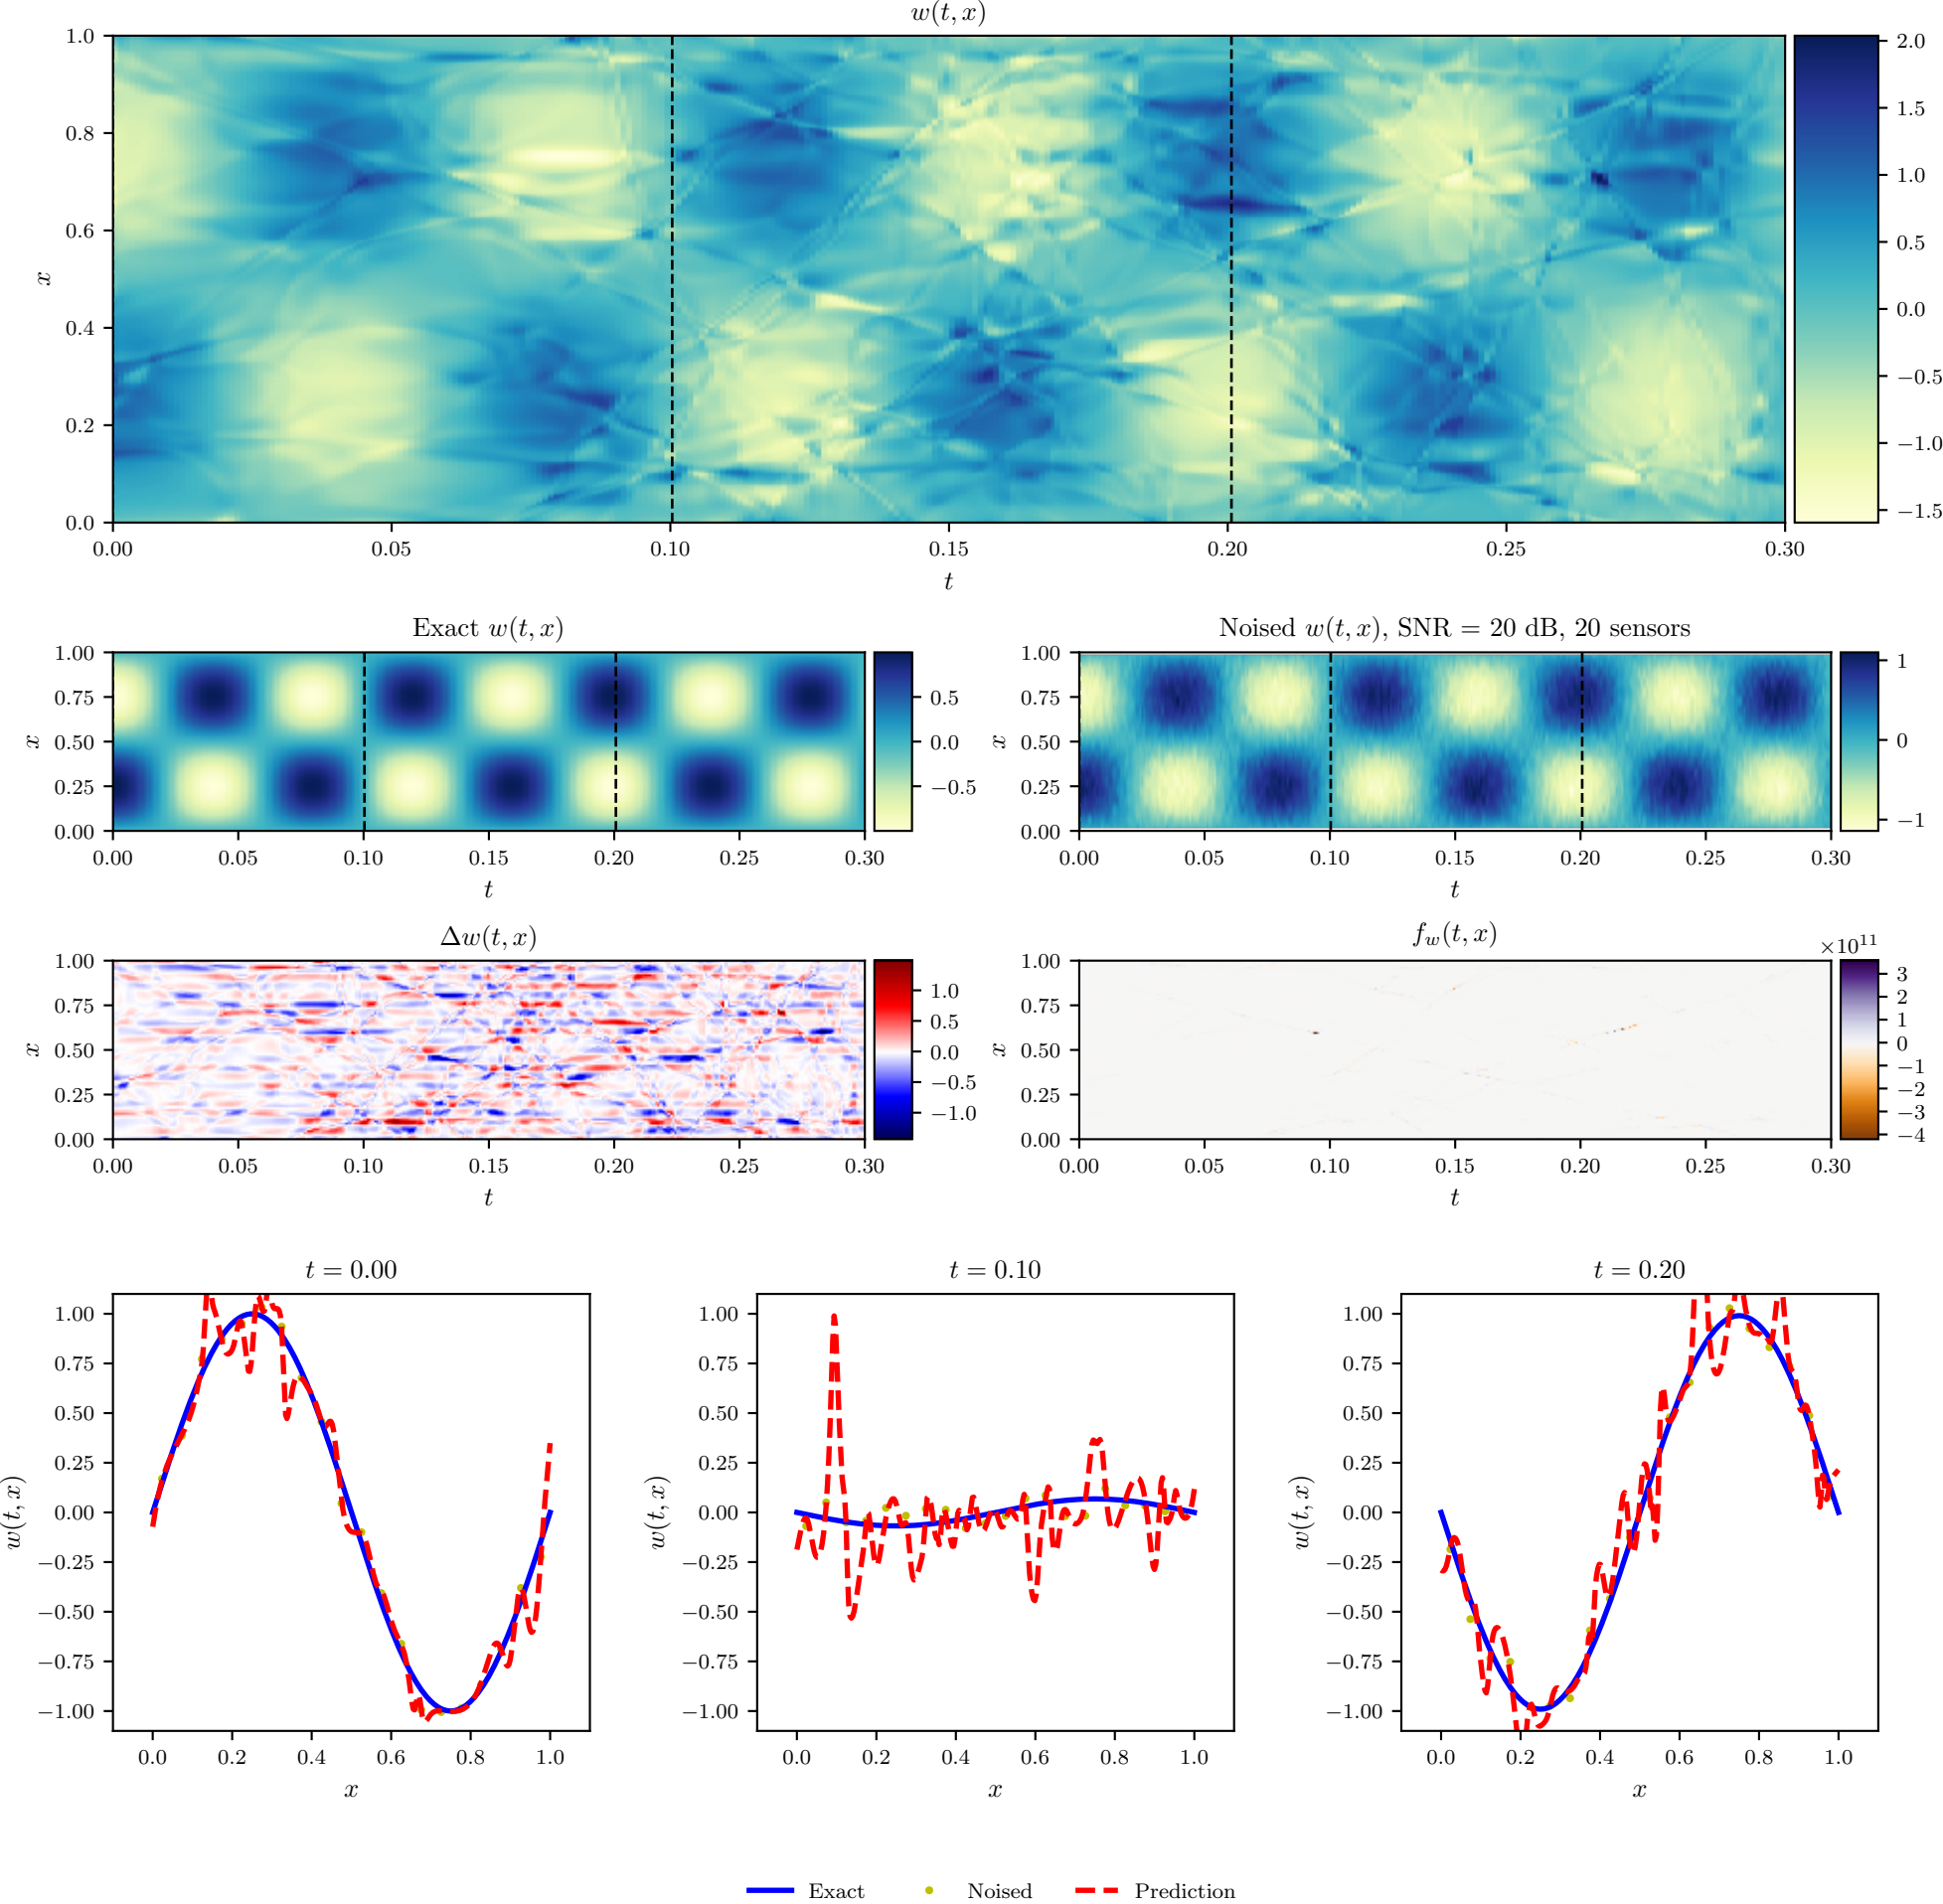 w(t, x)
1.0
0.8
0.6
0.4
0.2
0.0
x
0.00 0.05 0.10 0.15 0.20 0.25 0.30
t
2.0
1.5
1.0
0.5
0.0
−0.5
−1.0
−1.5
Exact w(t, x)
1.00
0.75
0.50
0.25
0.00
x
0.00 0.05 0.10 0.15 0.20 0.25 0.30
t
0.5
0.0
−0.5
Noised w(t, x), SNR = 20 dB, 20 sensors
1.00
0.75
0.50
0.25
0.00
x
0.00 0.05 0.10 0.15 0.20 0.25 0.30
t
1
0
−1
Δw(t, x)
1.00
0.75
0.50
0.25
0.00
x
0.00 0.05 0.10 0.15 0.20 0.25 0.30
t
1.0
0.5
0.0
−0.5
−1.0
f_w(t, x)
1.00
0.75
0.50
0.25
0.00
x
0.00 0.05 0.10 0.15 0.20 0.25 0.30
t
×10¹¹
3
2
1
0
−1
−2
−3
−4
t = 0.00
1.00
0.75
0.50
0.25
0.00
−0.25
−0.50
−0.75
−1.00
w(t, x)
0.0 0.2 0.4 0.6 0.8 1.0
x
t = 0.10
1.00
0.75
0.50
0.25
0.00
−0.25
−0.50
−0.75
−1.00
w(t, x)
0.0 0.2 0.4 0.6 0.8 1.0
x
t = 0.20
1.00
0.75
0.50
0.25
0.00
−0.25
−0.50
−0.75
−1.00
w(t, x)
0.0 0.2 0.4 0.6 0.8 1.0
x
Exact Noised Prediction